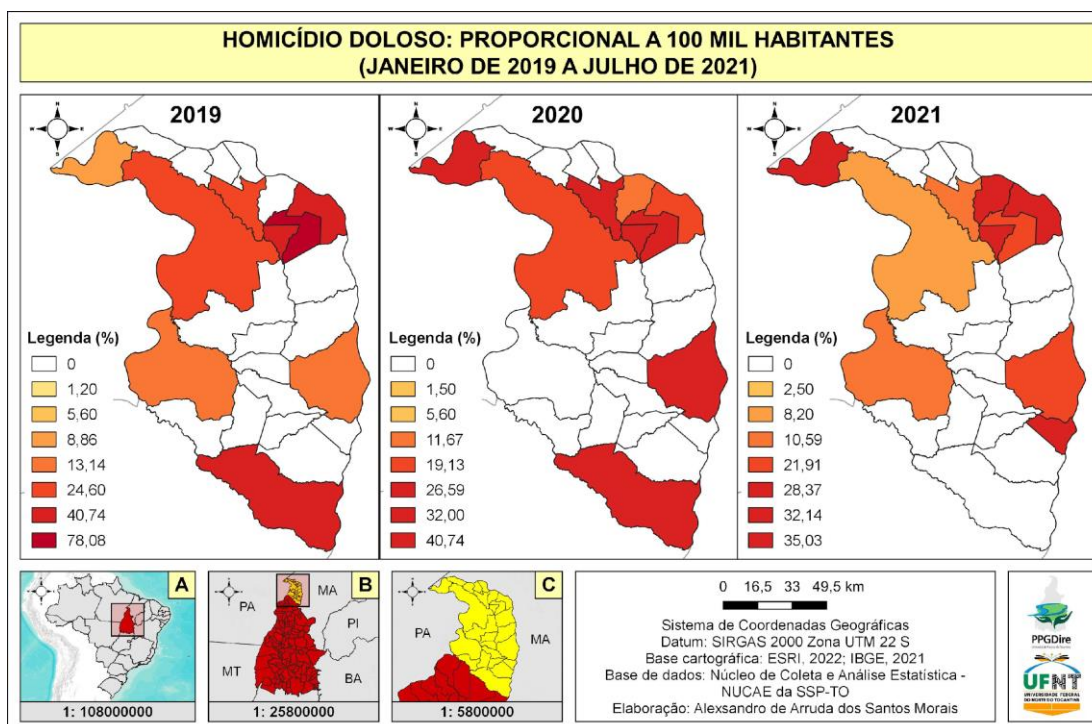 HOMICÍDIO DOLOSO: PROPORCIONAL A 100 MIL HABITANTES
(JANEIRO DE 2019 A JULHO DE 2021)
2019
N
W E
S
Legenda (%)
0
1,20
5,60
8,86
13,14
24,60
40,74
78,08
2020
N
W E
S
Legenda (%)
0
1,50
5,60
11,67
19,13
26,59
32,00
40,74
2021
N
W E
S
Legenda (%)
0
2,50
8,20
10,59
21,91
28,37
32,14
35,03
A
1: 108000000
B
PA
MA
PI
MT
BA
1: 25800000
C
PA
MA
1: 5800000
0 16,5 33 49,5 km
Sistema de Coordenadas Geográficas
Datum: SIRGAS 2000 Zona UTM 22 S
Base cartográfica: ESRI, 2022; IBGE, 2021
Base de dados: Núcleo de Coleta e Análise Estatística -
NUCAE da SSP-TO
Elaboração: Alexsandro de Arruda dos Santos Morais
PPGDire
UFNT
UNIVERSIDADE FEDERAL
DO NORTE DO TOCANTINS